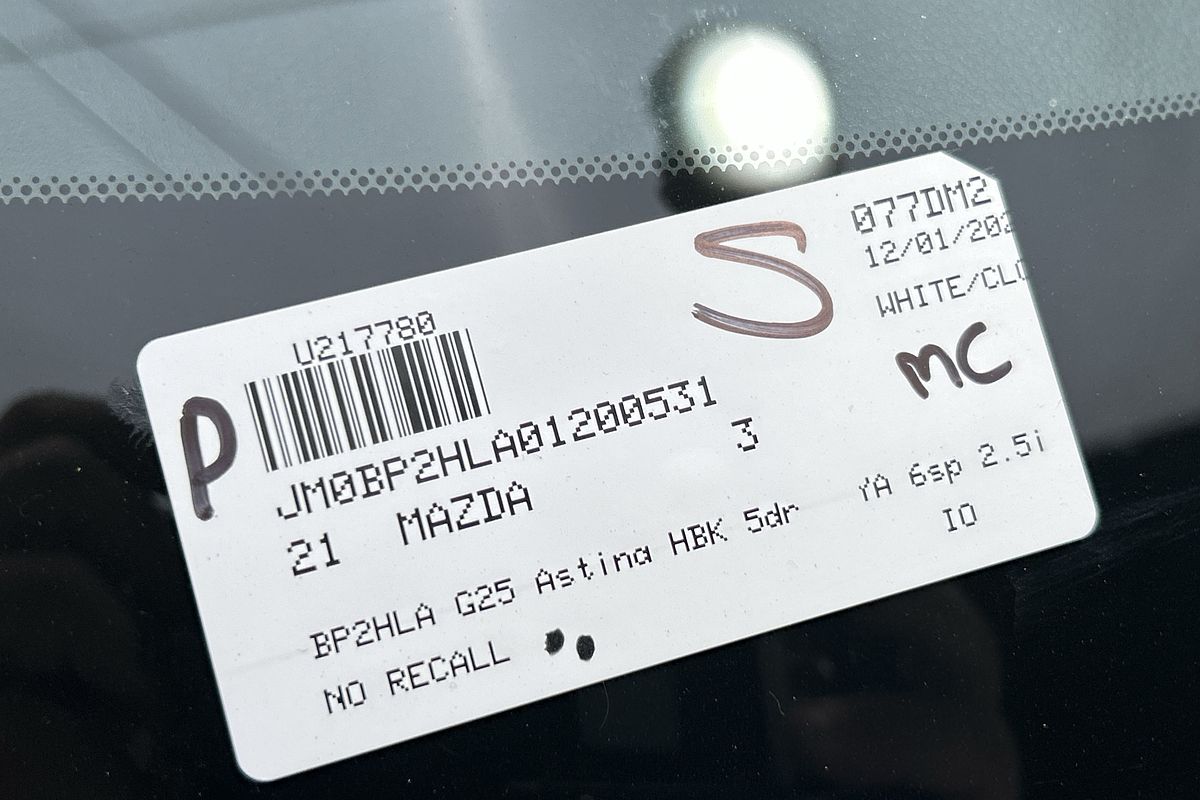 U217780
S
077DM2
12/01/202
WHITE/CLO
P
MC
JM0BP2HLA01200531
21 MAZDA 3
BP2HLA G25 Astina HBK 5dr YA 6sp 2.5i
NO RECALL IO